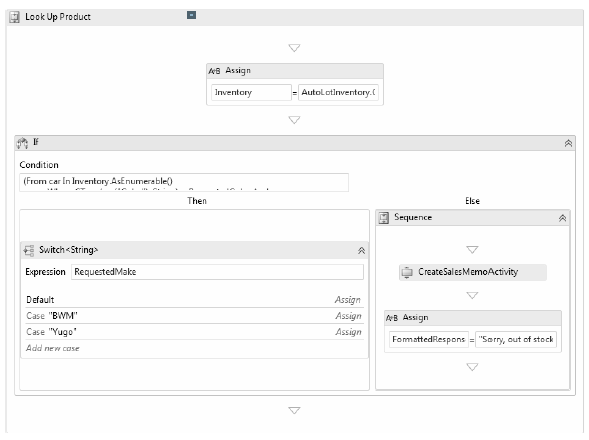 Look Up Product
A+B Assign
Inventory = AutoLotInventory.
If
Condition
(From car In Inventory.AsEnumerable()
Then
Else
Switch<String>
Expression RequestedMake
Default Assign
Case "BWM" Assign
Case "Yugo" Assign
Add new case
Sequence
CreateSalesMemoActivity
A+B Assign
FormattedRespons = "Sorry, out of stock